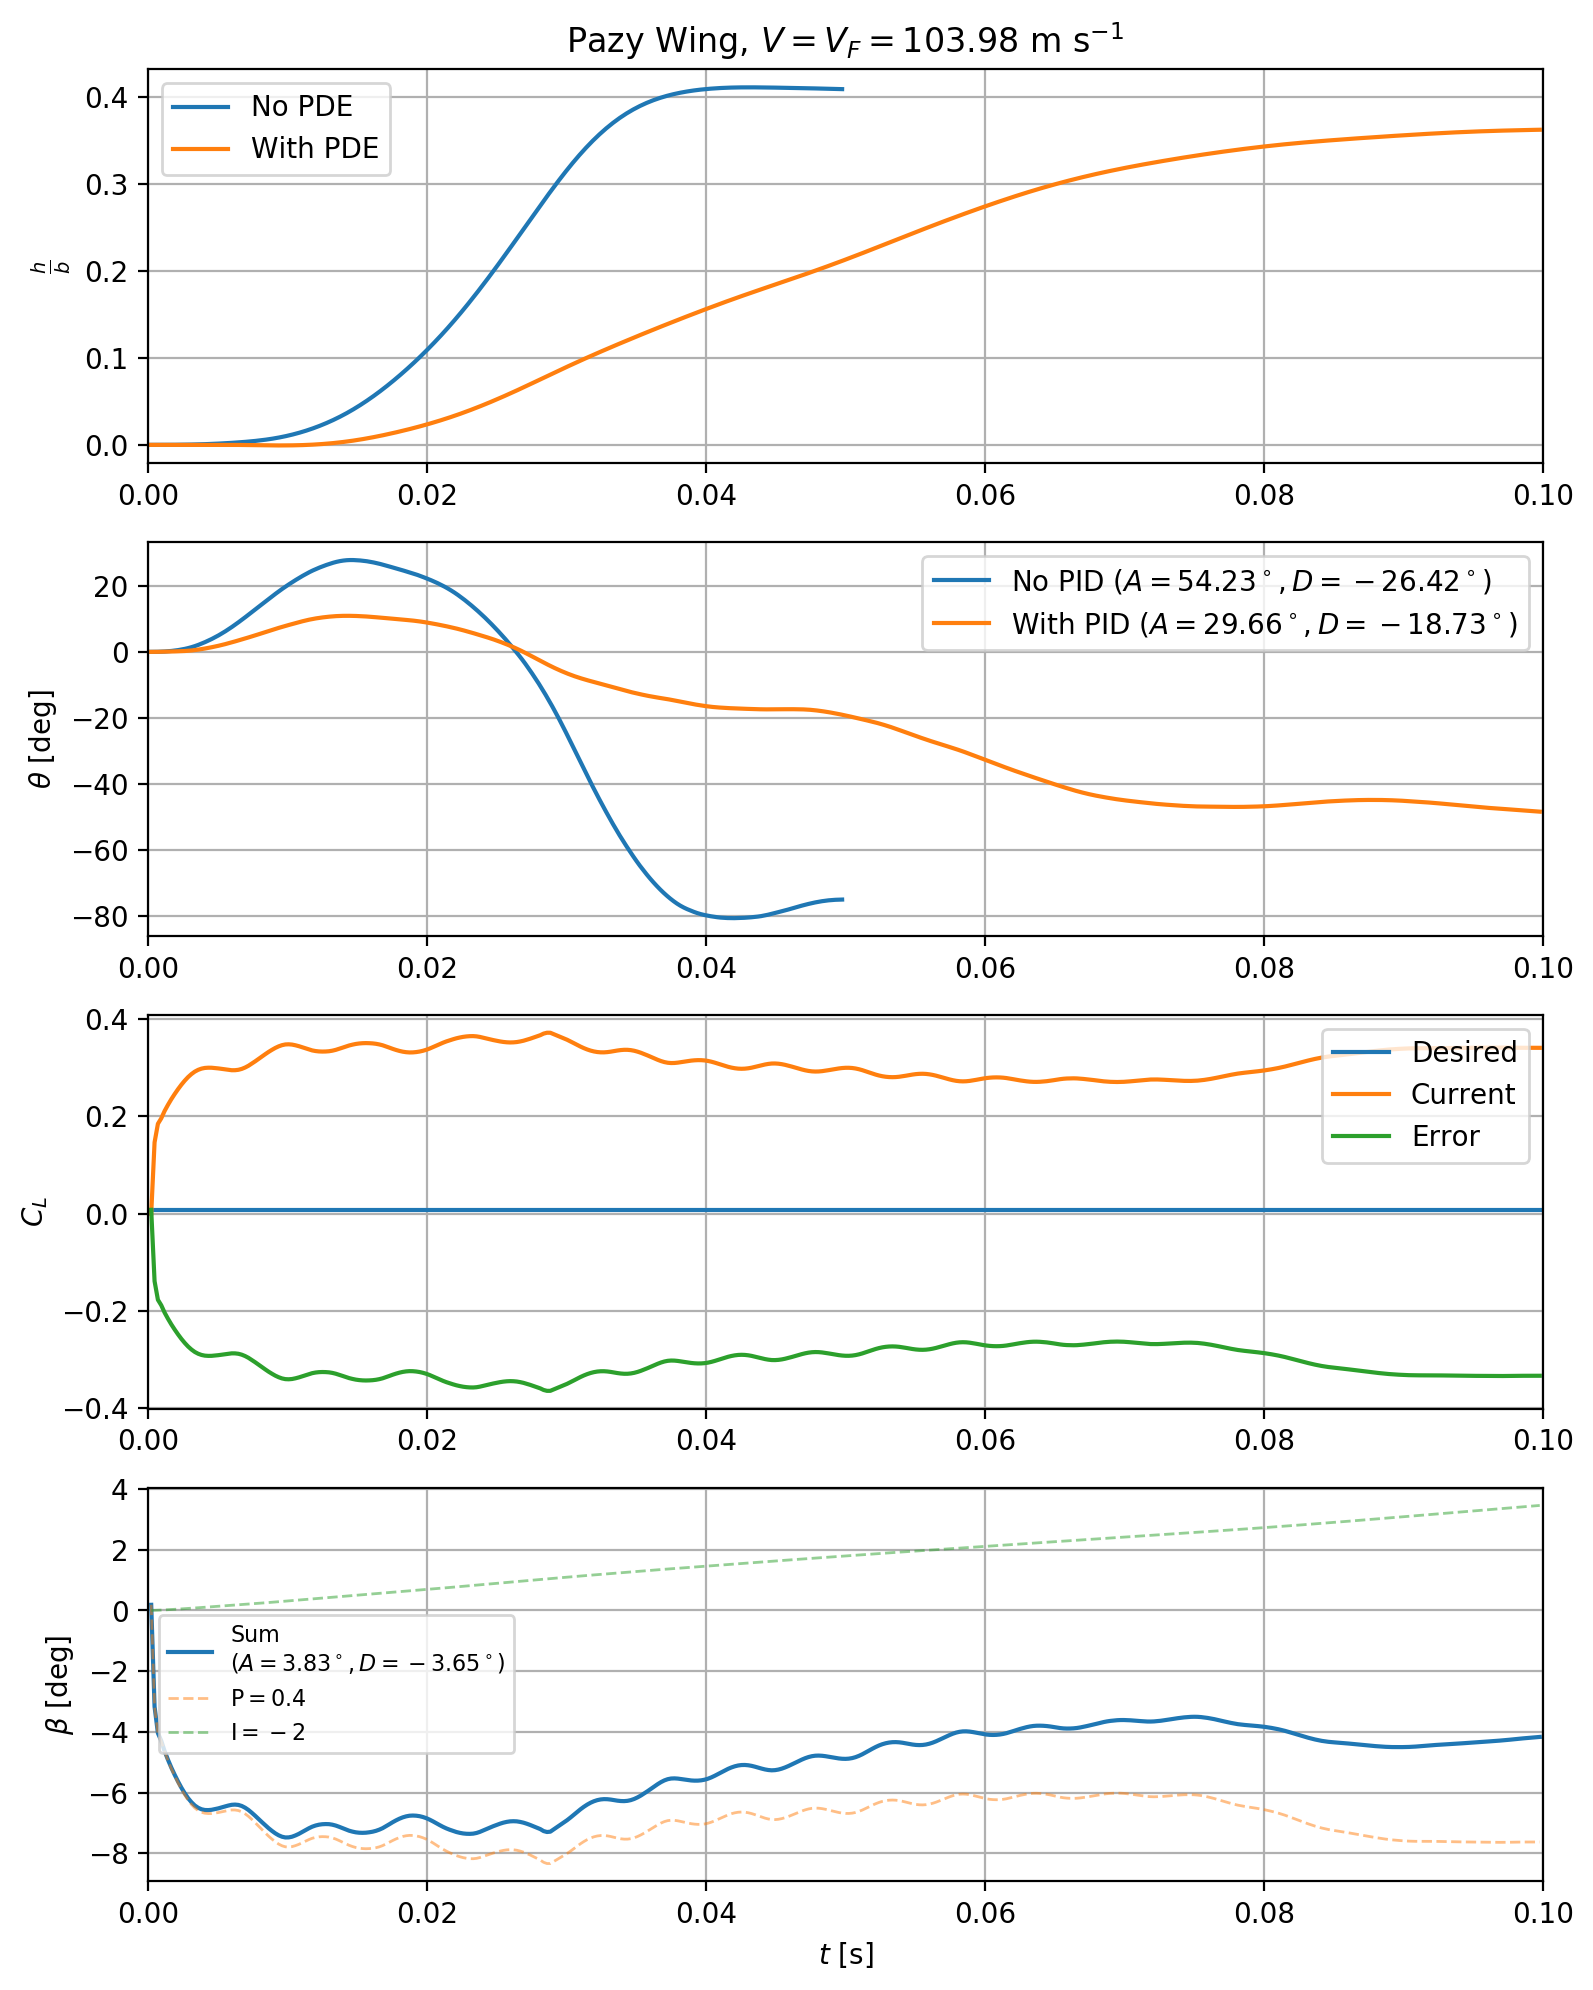 Pazy Wing, V = V_F = 103.98 m s⁻¹
No PDE
With PDE
h/b
0.4
0.3
0.2
0.1
0.0
0.00 0.02 0.04 0.06 0.08 0.10
No PID (A = 54.23°, D = −26.42°)
With PID (A = 29.66°, D = −18.73°)
θ [deg]
20
0
−20
−40
−60
−80
0.00 0.02 0.04 0.06 0.08 0.10
Desired
Current
Error
C_L
0.4
0.2
0.0
−0.2
−0.4
0.00 0.02 0.04 0.06 0.08 0.10
β [deg]
4
2
0
−2
−4
−6
−8
Sum
(A = 3.83°, D = −3.65°)
P = 0.4
I = −2
0.00 0.02 0.04 0.06 0.08 0.10
t [s]